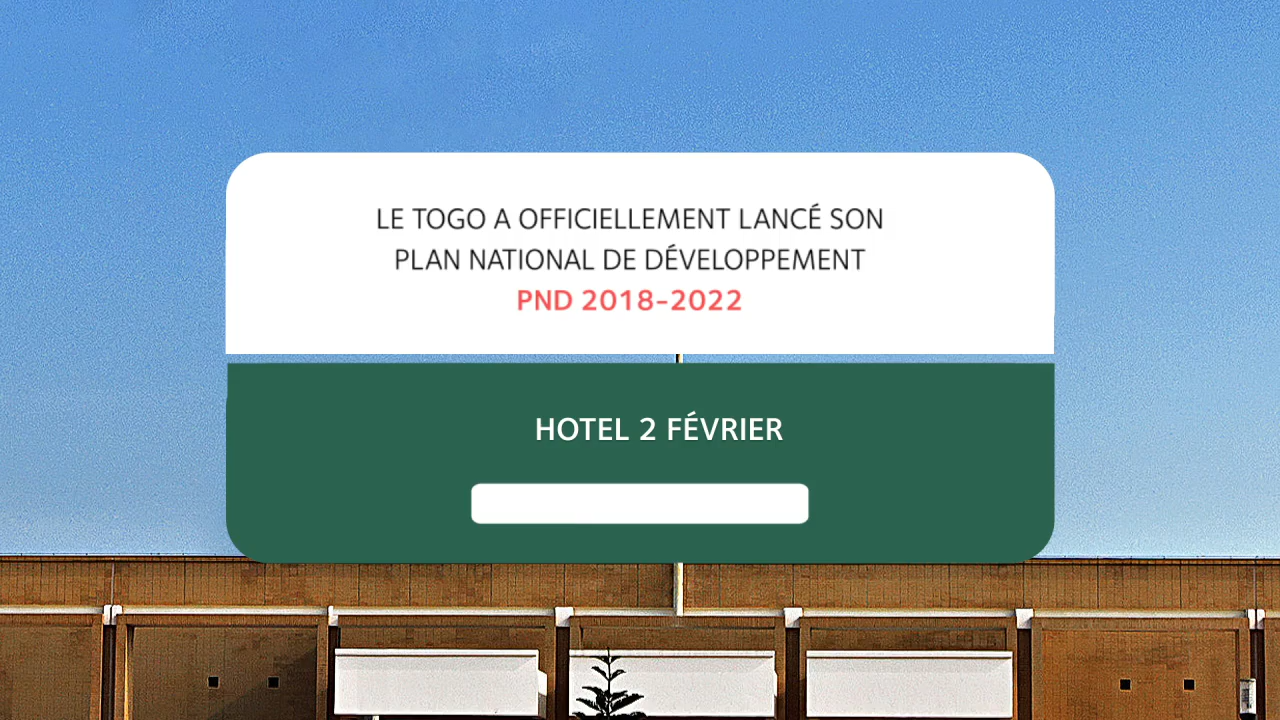 LE TOGO A OFFICIELLEMENT LANCÉ SON
PLAN NATIONAL DE DÉVELOPPEMENT
PND 2018-2022
HOTEL 2 FÉVRIER